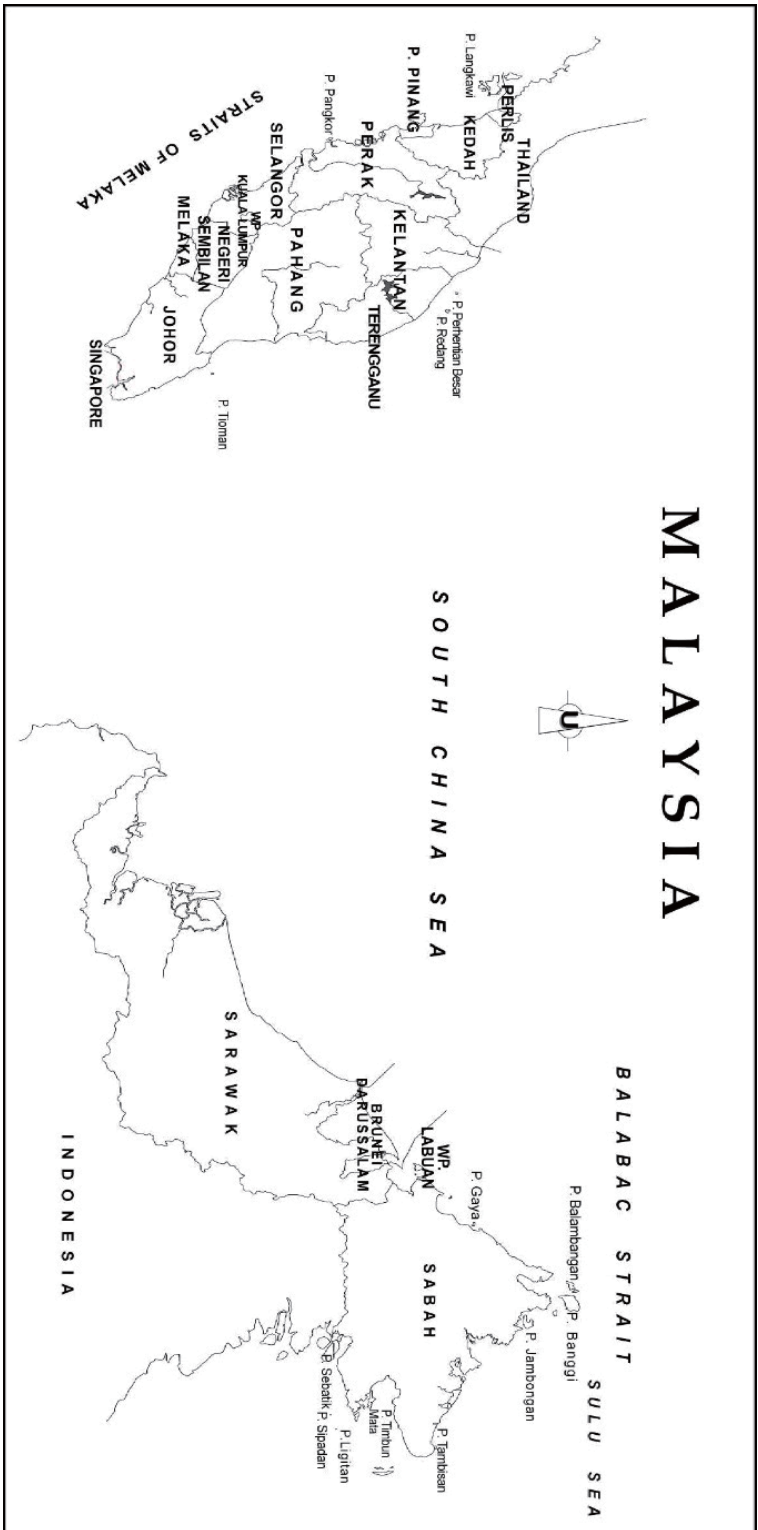 MALAYSIA
U
BALABAC STRAIT
SULU SEA
SOUTH CHINA SEA
STRAITS OF MELAKA
THAILAND
P. Langkawi
PERLIS
KEDAH
P. PINANG
PERAK
P. Pangkor
KELANTAN
TERENGGANU
P. Perhentian Besar
P. Redang
PAHANG
SELANGOR
WP
KUALA LUMPUR
NEGERI
SEMBILAN
MELAKA
JOHOR
SINGAPORE
P. Tioman
P. Balambangan
P. Banggi
P. Jambongan
P. Gaya
WP.
LABUAN
BRUNEI
DARUSSALAM
SABAH
P. Tambisan
P. Timbun
Mata
P.Ligitan
P. Sebatik
P. Sipadan
SARAWAK
INDONESIA